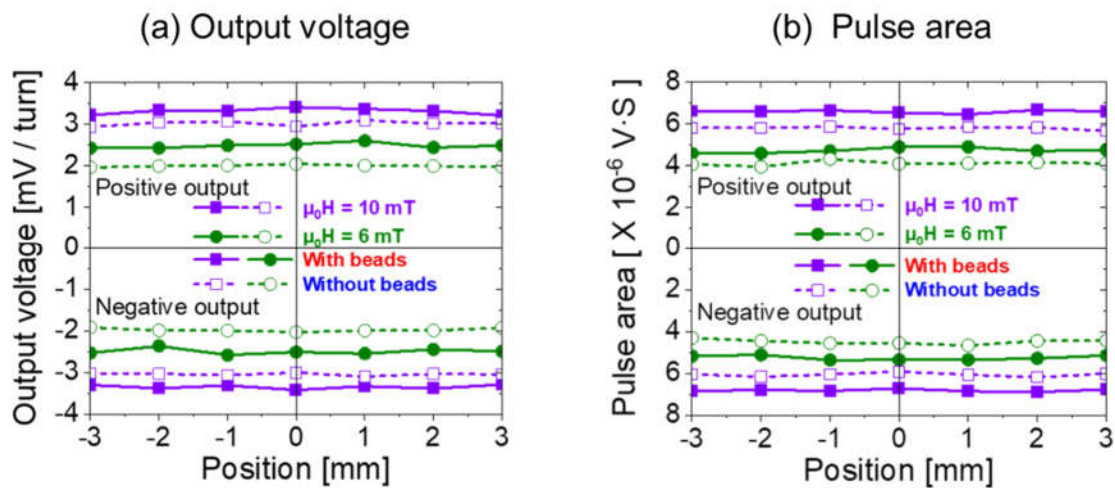 (a) Output voltage
Output voltage [mV / turn]
4
3
2
1
0
-1
-2
-3
-4
Positive output
μ₀H = 10 mT
μ₀H = 6 mT
With beads
Without beads
Negative output
-3 -2 -1 0 1 2 3
Position [mm]
(b) Pulse area
Pulse area [ X 10⁻⁶ V·S ]
8
6
4
2
0
2
4
6
8
Positive output
μ₀H = 10 mT
μ₀H = 6 mT
With beads
Without beads
Negative output
-3 -2 -1 0 1 2 3
Position [mm]